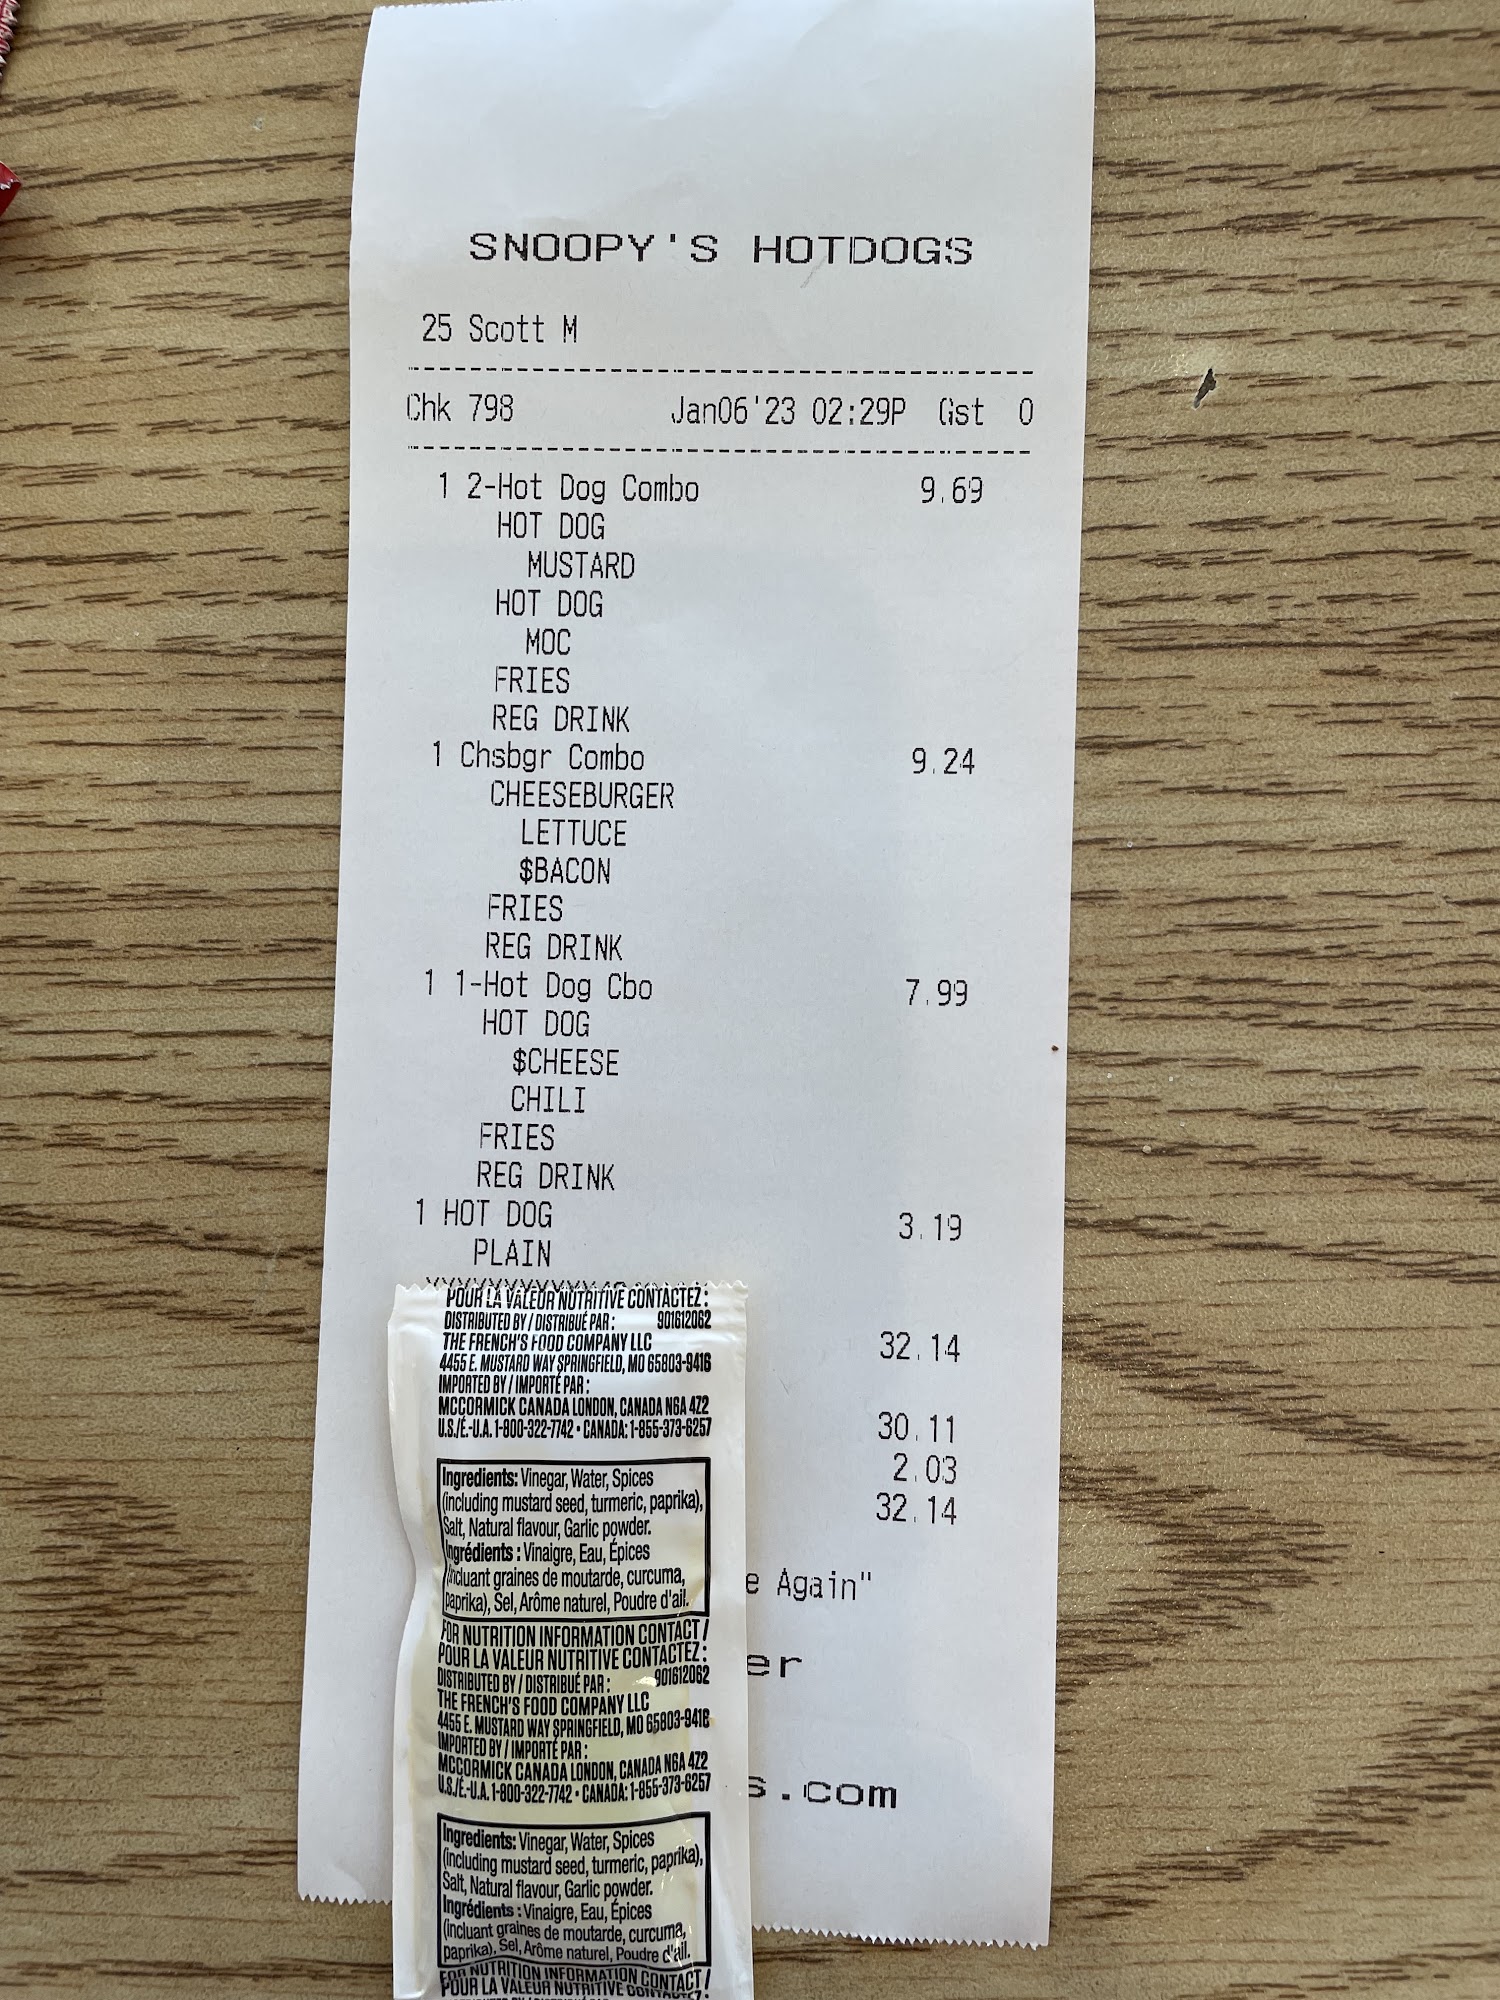 SNOOPY'S HOTDOGS
25 Scott M
Chk 798 Jan06'23 02:29P Gst 0
1 2-Hot Dog Combo 9.69
HOT DOG
MUSTARD
HOT DOG
MOC
FRIES
REG DRINK
1 Chsbgr Combo 9.24
CHEESEBURGER
LETTUCE
$BACON
FRIES
REG DRINK
1 1-Hot Dog Cbo 7.99
HOT DOG
$CHEESE
CHILI
FRIES
REG DRINK
1 HOT DOG 3.19
PLAIN
32.14
30.11
2.03
32.14
e Again"
er
s.com
POUR LA VALEUR NUTRITIVE CONTACTEZ:
DISTRIBUTED BY / DISTRIBUÉ PAR: 901612062
THE FRENCH'S FOOD COMPANY LLC
4455 E. MUSTARD WAY SPRINGFIELD, MO 65803-9416
IMPORTED BY / IMPORTÉ PAR:
MCCORMICK CANADA LONDON, CANADA N6A 4Z2
U.S./É.-U.A. 1-800-322-7742 • CANADA: 1-855-373-6257
Ingredients: Vinegar, Water, Spices
(including mustard seed, turmeric, paprika),
Salt, Natural flavour, Garlic powder.
Ingrédients : Vinaigre, Eau, Épices
(incluant graines de moutarde, curcuma,
paprika), Sel, Arôme naturel, Poudre d'ail.
FOR NUTRITION INFORMATION CONTACT /
POUR LA VALEUR NUTRITIVE CONTACTEZ:
DISTRIBUTED BY / DISTRIBUÉ PAR: 901612062
THE FRENCH'S FOOD COMPANY LLC
4455 E. MUSTARD WAY SPRINGFIELD, MO 65803-9416
IMPORTED BY / IMPORTÉ PAR:
MCCORMICK CANADA LONDON, CANADA N6A 4Z2
U.S./É.-U.A. 1-800-322-7742 • CANADA: 1-855-373-6257
Ingredients: Vinegar, Water, Spices
(including mustard seed, turmeric, paprika),
Salt, Natural flavour, Garlic powder.
Ingrédients : Vinaigre, Eau, Épices
(incluant graines de moutarde, curcuma,
paprika), Sel, Arôme naturel, Poudre d'ail.
FOR NUTRITION INFORMATION CONTACT /
POUR LA VALEUR NUTRITIVE CONTACTEZ: